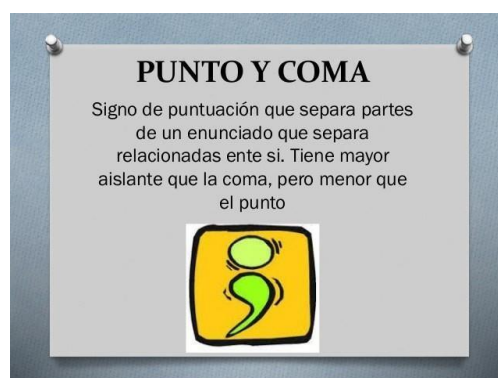 PUNTO Y COMA
Signo de puntuación que separa partes
de un enunciado que separa
relacionadas ente si. Tiene mayor
aislante que la coma, pero menor que
el punto